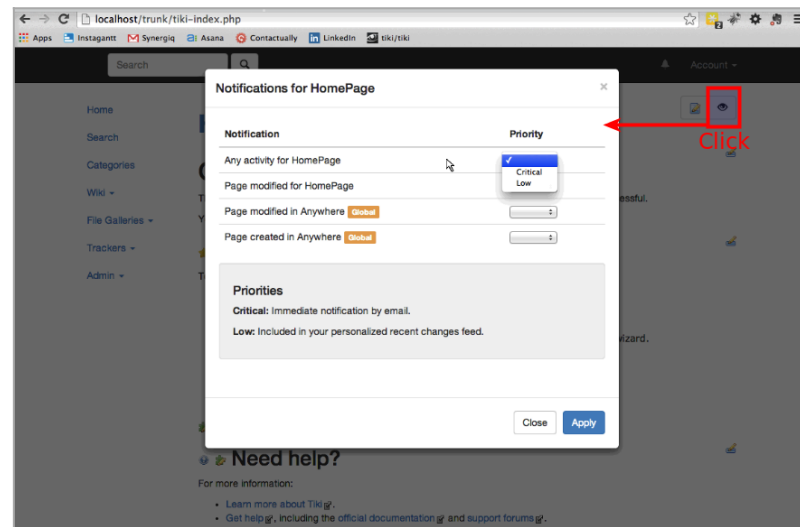 localhost/trunk/tiki-index.php
2
Apps Instagantt Synergiq Asana Contactually LinkedIn tiki/tiki
Search Account
Notifications for HomePage ×
Home
Search
Categories
Wiki
File Galleries
Trackers
Admin
Click
Notification Priority
Any activity for HomePage ✓
Critical
Low
Page modified for HomePage
Page modified in Anywhere Global
Page created in Anywhere Global
essful.
Priorities
Critical: Immediate notification by email.
Low: Included in your personalized recent changes feed.
wizard.
Close Apply
Need help?
For more information:
• Learn more about Tiki.
• Get help, including the official documentation and support forums.